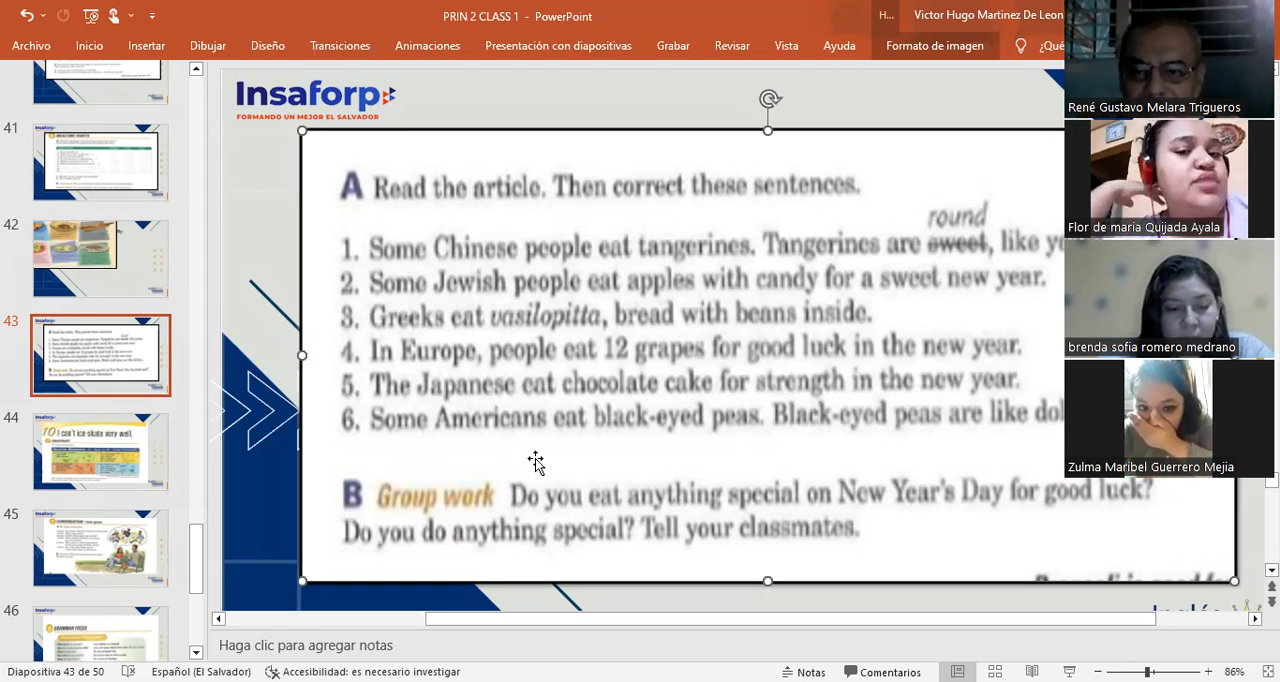 PRIN 2 CLASS 1 - PowerPoint
H...
Victor Hugo Martinez De Leon
Archivo Inicio Insertar Dibujar Diseño Transiciones Animaciones Presentación con diapositivas Grabar Revisar Vista Ayuda Formato de imagen ¿Qué
René Gustavo Melara Trigueros
Flor de maria Quijada Ayala
brenda sofia romero medrano
Zulma Maribel Guerrero Mejia
41
42
43
44
10 I can't ice-skate very well.
45
46
Insaforp
FORMANDO UN MEJOR EL SALVADOR
A Read the article. Then correct these sentences.
round
1. Some Chinese people eat tangerines. Tangerines are sweet, like
2. Some Jewish people eat apples with candy for a sweet new year.
3. Greeks eat vasilopitta, bread with beans inside.
4. In Europe, people eat 12 grapes for good luck in the new year.
5. The Japanese eat chocolate cake for strength in the new year.
6. Some Americans eat black-eyed peas. Black-eyed peas are like
B Group work Do you eat anything special on New Year's Day for good luck?
Do you do anything special? Tell your classmates.
Haga clic para agregar notas
Diapositiva 43 de 50 Español (El Salvador) Accesibilidad: es necesario investigar Notas Comentarios 86%